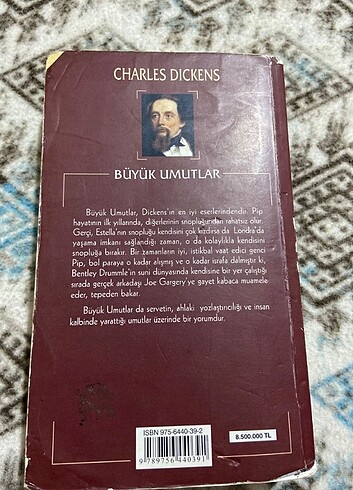 CHARLES DICKENS
BÜYÜK UMUTLAR
Büyük Umutlar, Dickens'in en iyi eserlerindendir. Pip
hayatının ilk yıllarında, diğerlerinin snopluğundan rahatsız olur.
Gerçi, Estella'nın snopluğu kendisini çok kızdırsa da Londra'da
yaşama imkanı sağlandığı zaman, o da kolaylıkla kendisini
snopluğa bırakır. Bir zamanların iyi, istikbal vaat edici genci
Pip, bol paraya o kadar alışmış ve o kadar israfa dalmıştır ki,
Bentley Drummle'ın suni dünyasında kendisine bir yer çalıştığı
sırada gerçek arkadaşı Joe Gargery'ye gayet kabaca muamele
eder, tepeden bakar.
Büyük Umutlar da servetin, ahlaki yozlaştırıcılığı ve insan
kalbinde yarattığı umutlar üzerinde bir yorumdur.
ISBN 975-6440-39-2
9 789756 440391
8.500.000 TL